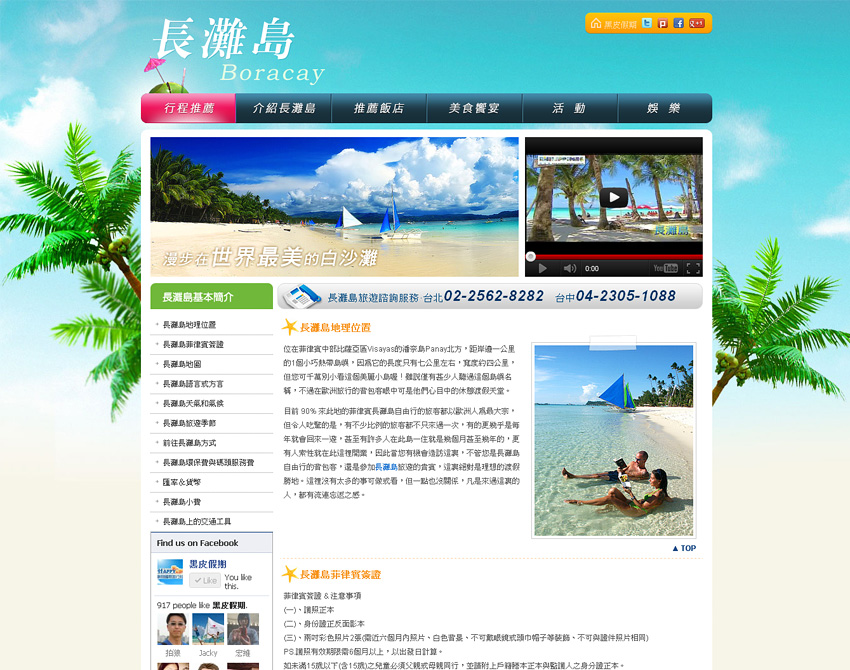 長灘島
Boracay
黑皮假期
行程推薦
介紹長灘島
推薦飯店
美食饗宴
活 動
娛 樂
漫步在世界最美的白沙灘
長灘島
0:00
YouTube
長灘島基本簡介
長灘島旅遊諮詢服務‧台北02-2562-8282 台中04-2305-1088
長灘島地理位置
長灘島菲律賓簽證
長灘島地圖
長灘島語言或方言
長灘島天氣和氣候
長灘島旅遊季節
前往長灘島方式
長灘島環保費與碼頭服務費
匯率&貨幣
長灘島小費
長灘島上的交通工具
Find us on Facebook
黑皮假期
Like
You like this.
917 people like 黑皮假期.
Jacky
長灘島地理位置
位在菲律賓中部比薩亞區Visayas的潘奈島Panay北方，距岸邊一公里
的1個小巧熱帶島嶼，因為它的長度只有七公里左右，寬度約四公里，
但您可千萬別小看這個美麗小島喔！雖說僅有甚少人聽過這個島嶼名
稱，不過在歐洲旅行的背包客眼中可是他們心目中的休憩渡假天堂。
目前 90% 來此地的菲律賓長灘島自由行的旅客都以歐洲人為最大宗，
但令人吃驚的是，有不少比例的旅客都不只來過一次，有的更幾乎是每
年就會回來一遊，甚至有許多人在此島一住就是幾個月甚至幾年的，更
有人索性就在此這裡開業，因此當您有機會造訪這裏，不管您是長灘島
自由行的背包客，還是參加長灘島旅遊的貴賓，這裏絕對是理想的渡假
勝地。這裡沒有太多的事可做或看，但一點也沒關係，凡是來過這裏的
人，都有流連忘返之感。
▲ TOP
長灘島菲律賓簽證
菲律賓簽證 & 注意事項
(一)、護照正本
(二)、身份證正反面影本
(三)、兩吋彩色照片2張(需近六個月內照片、白色背景、不可戴眼鏡或頭巾帽子等裝飾、不可與證件照片相同)
PS.護照有效期限需6個月以上，以出發日計算。
如未滿15歲以下(含15歲)之兒童必須父親或母親同行，並請附上戶籍謄本正本與監護人之身分證正本。